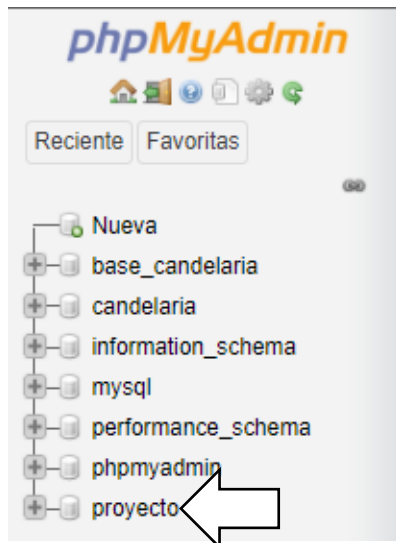 phpMyAdmin
Reciente Favoritas
Nueva
base_candelaria
candelaria
information_schema
mysql
performance_schema
phpmyadmin
proyecto